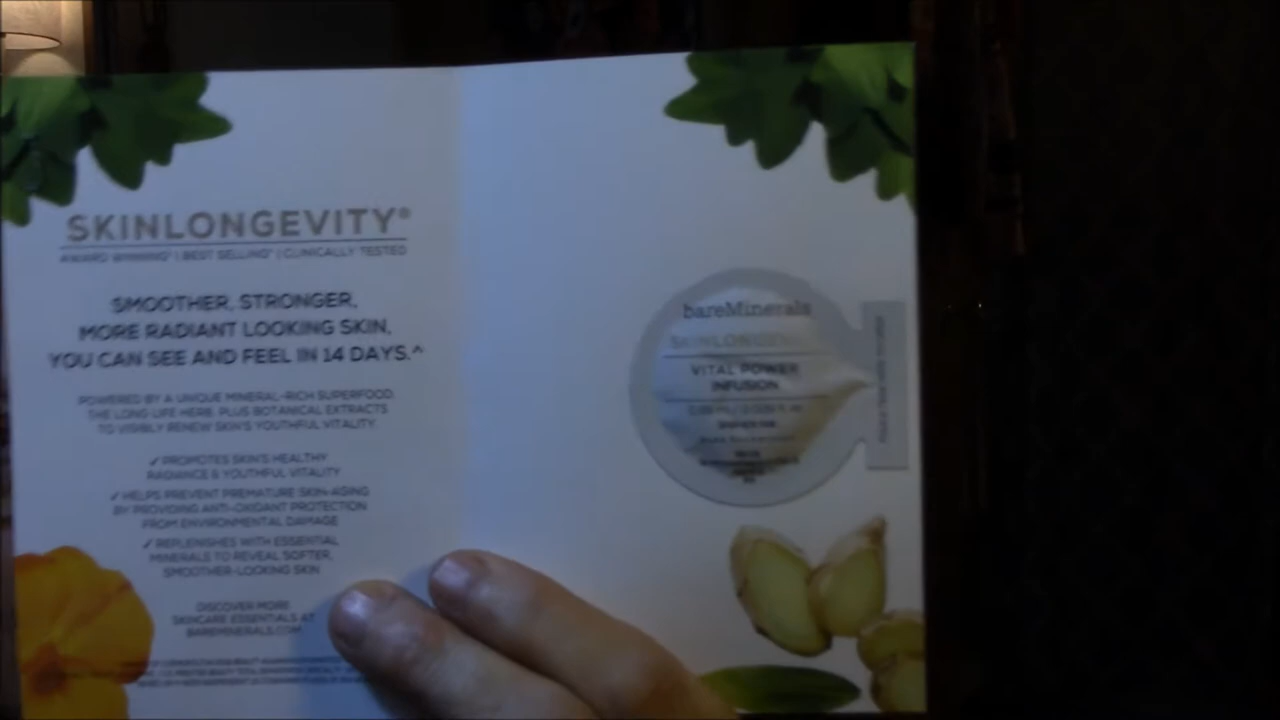 SKINLONGEVITY®
AWARD WINNING* | BEST SELLING* | CLINICALLY TESTED
SMOOTHER, STRONGER,
MORE RADIANT LOOKING SKIN,
YOU CAN SEE AND FEEL IN 14 DAYS.^
POWERED BY A UNIQUE MINERAL-RICH SUPERFOOD,
THE LONG LIFE HERB, PLUS BOTANICAL EXTRACTS
TO VISIBLY RENEW SKIN'S YOUTHFUL VITALITY.
✓ PROMOTES SKIN'S HEALTHY
RADIANCE & YOUTHFUL VITALITY
✓ HELPS PREVENT PREMATURE SKIN-AGING
BY PROVIDING ANTI-OXIDANT PROTECTION
FROM ENVIRONMENTAL DAMAGE
✓ REPLENISHES WITH ESSENTIAL
MINERALS TO REVEAL SOFTER,
SMOOTHER-LOOKING SKIN
DISCOVER MORE
SKINCARE ESSENTIALS AT
BAREMINERALS.COM
bareMinerals
SKINLONGEVITY
VITAL POWER
INFUSION